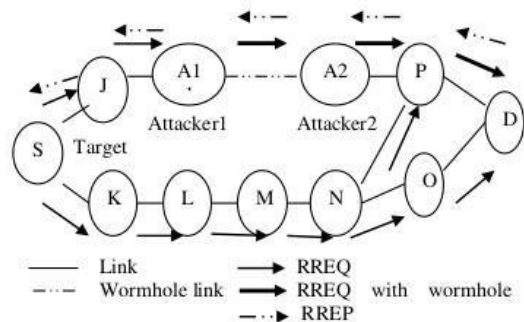 J
A1
A2
P
Attacker1
Attacker2
D
S
Target
K
L
M
N
O
Link
RREQ
Wormhole link
RREQ with wormhole
RREP